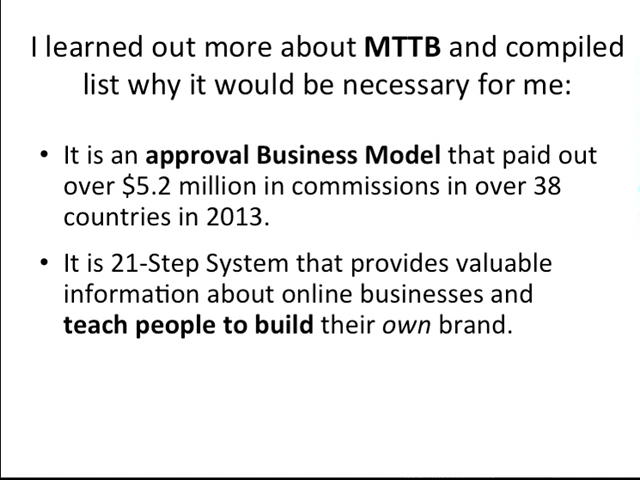 I learned out more about MTTB and compiled
list why it would be necessary for me:
• It is an approval Business Model that paid out
over $5.2 million in commissions in over 38
countries in 2013.
• It is 21-Step System that provides valuable
information about online businesses and
teach people to build their own brand.